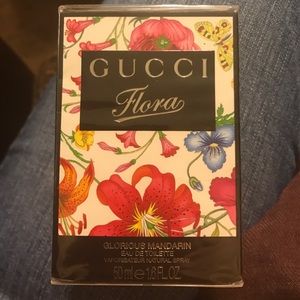 GUCCI
Flora
GLORIOUS MANDARIN
EAU DE TOILETTE
VAPORISATEUR NATURAL SPRAY
50 ml ℮ 1.6 FL.OZ.